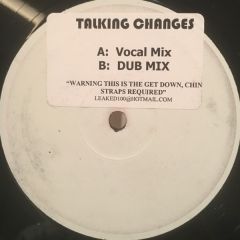 TALKING CHANGES
A: Vocal Mix
B: DUB MIX
"WARNING THIS IS THE GET DOWN, CHIN
STRAPS REQUIRED"
LEAKED100@HOTMAIL.COM